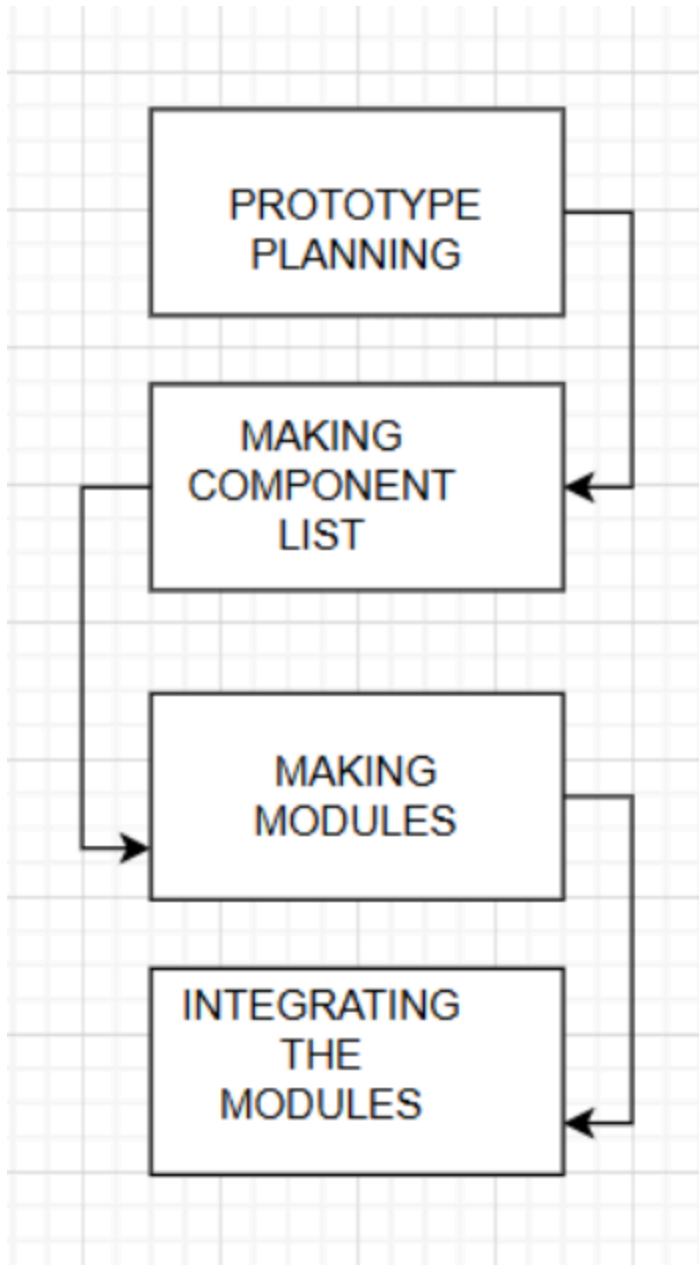 PROTOTYPE
PLANNING
MAKING
COMPONENT
LIST
MAKING
MODULES
INTEGRATING
THE
MODULES